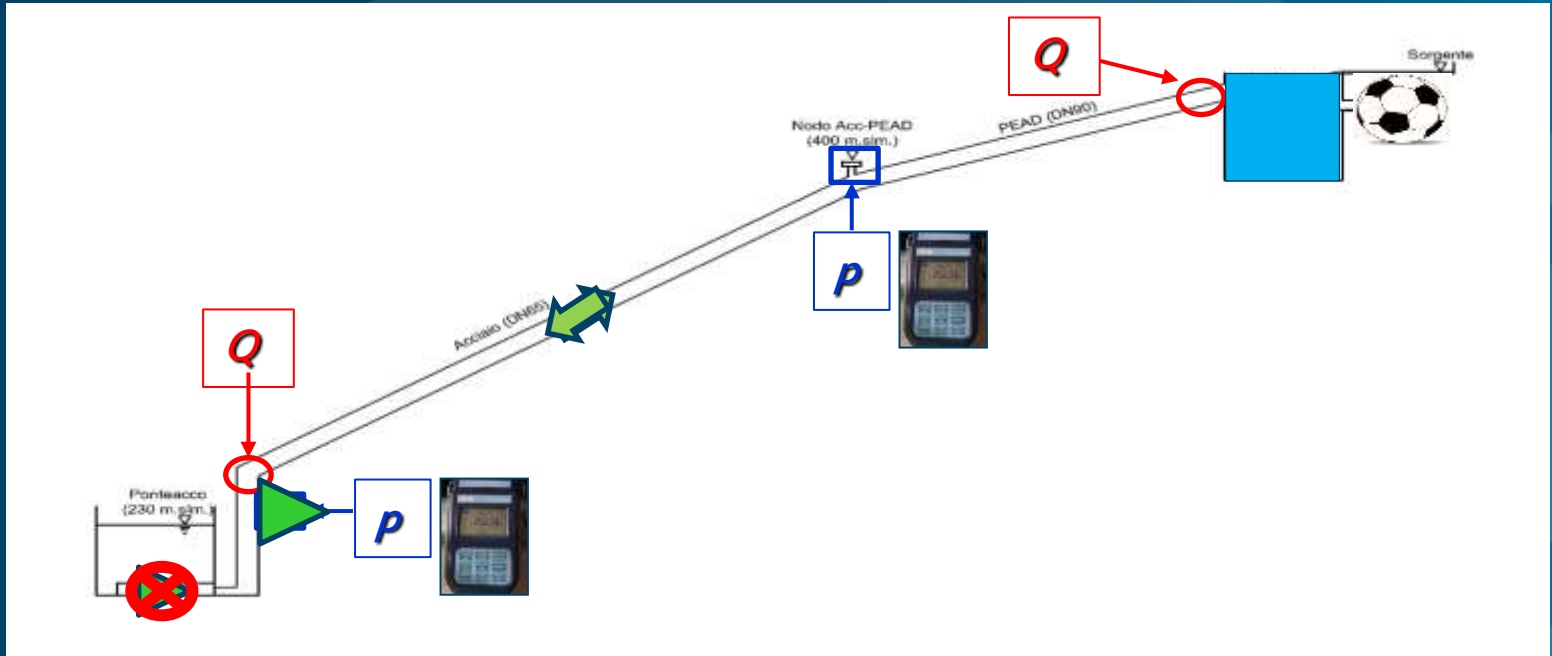 Q
Sorgente
PEAD (DN90)
Nodo Acc-PEAD
(400 m.slm.)
p
Acciaio (DN65)
Q
Ponteacco
(230 m.slm.)
p